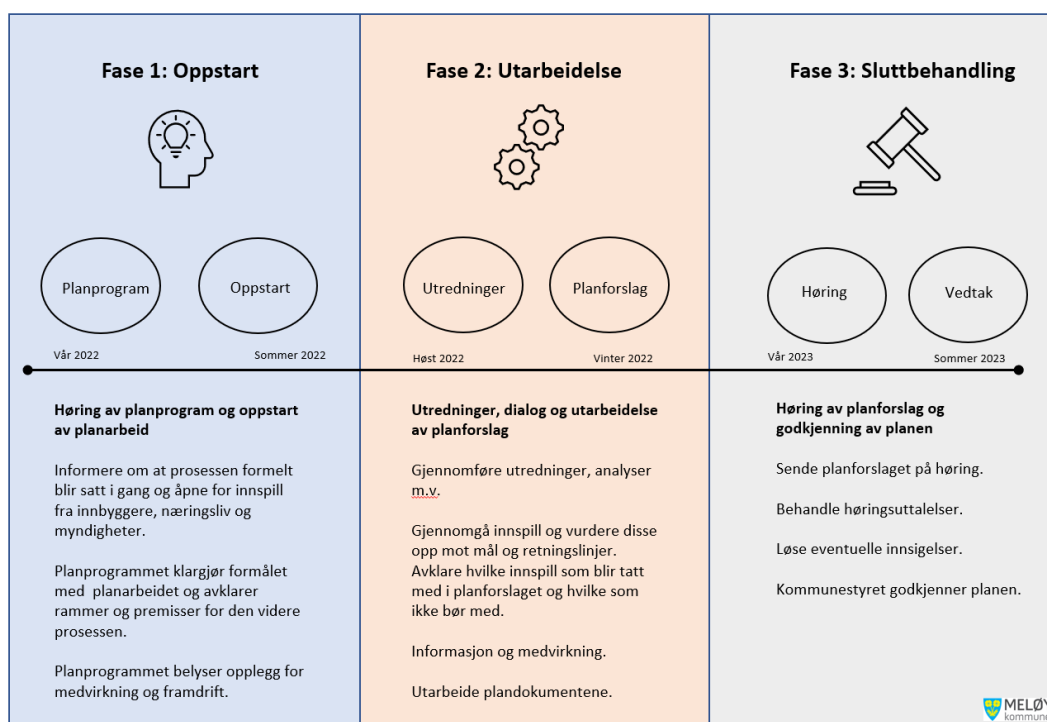 Fase 1: Oppstart
Planprogram
Oppstart
Vår 2022
Sommer 2022
Høring av planprogram og oppstart
av planarbeid
Informere om at prosessen formelt
blir satt i gang og åpne for innspill
fra innbyggere, næringsliv og
myndigheter.
Planprogrammet klargjør formålet
med planarbeidet og avklarer
rammer og premisser for den videre
prosessen.
Planprogrammet belyser opplegg for
medvirkning og framdrift.
Fase 2: Utarbeidelse
Utredninger
Planforslag
Høst 2022
Vinter 2022
Utredninger, dialog og utarbeidelse
av planforslag
Gjennomføre utredninger, analyser
m.v.
Gjennomgå innspill og vurdere disse
opp mot mål og retningslinjer.
Avklare hvilke innspill som blir tatt
med i planforslaget og hvilke som
ikke bør med.
Informasjon og medvirkning.
Utarbeide plandokumentene.
Fase 3: Sluttbehandling
Høring
Vedtak
Vår 2023
Sommer 2023
Høring av planforslag og
godkjenning av planen
Sende planforslaget på høring.
Behandle høringsuttalelser.
Løse eventuelle innsigelser.
Kommunestyret godkjenner planen.
MELØY
kommune